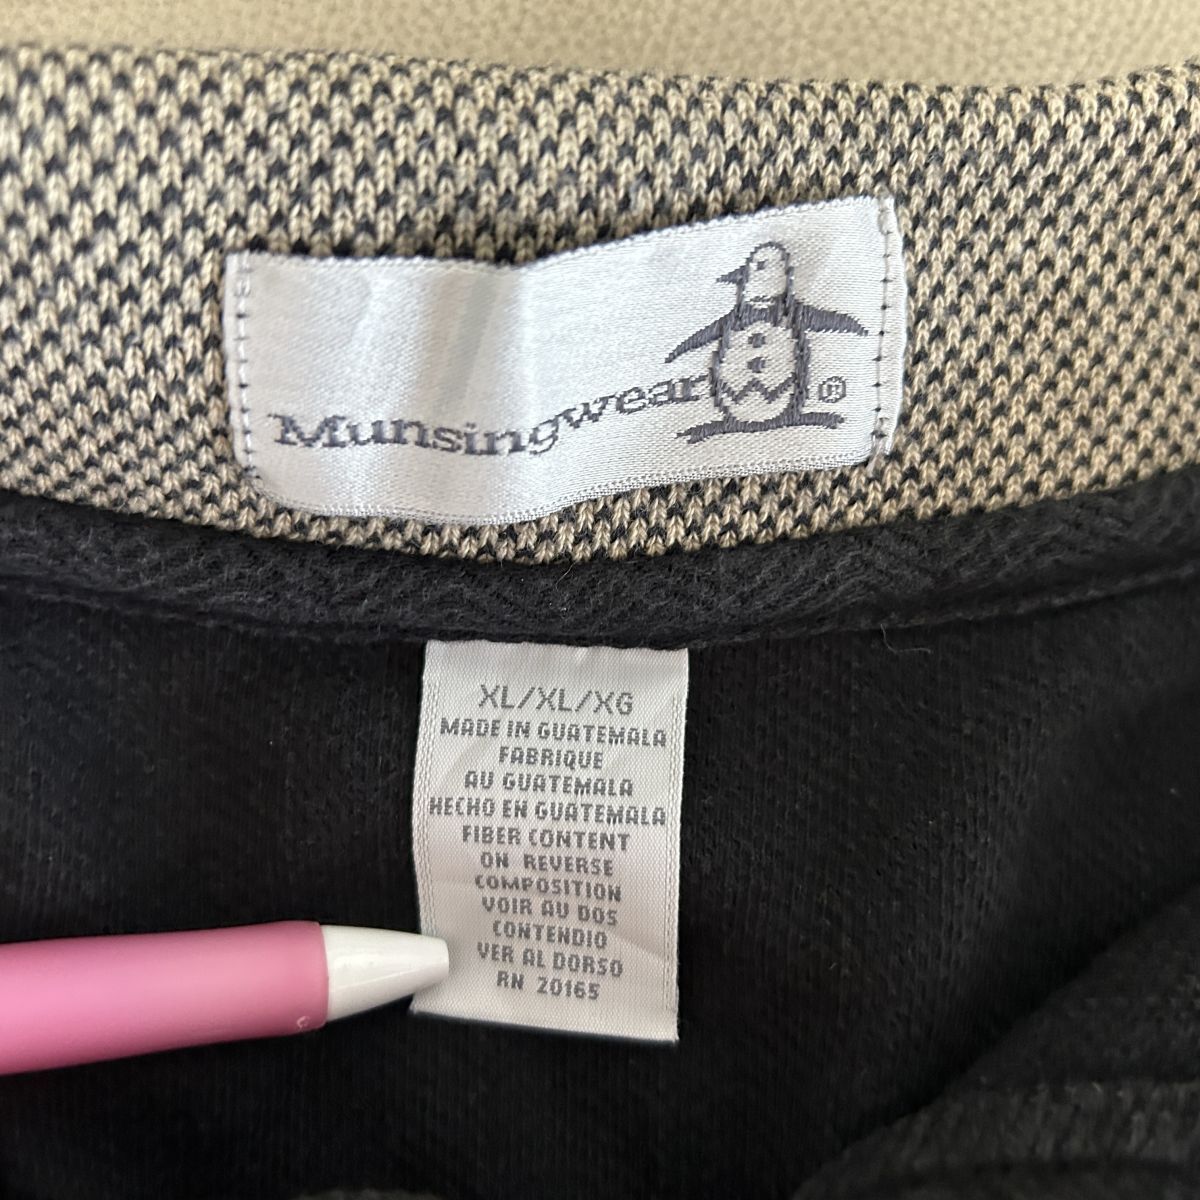 Munsingwear®
XL/XL/XG
MADE IN GUATEMALA
FABRIQUE
AU GUATEMALA
HECHO EN GUATEMALA
FIBER CONTENT
ON REVERSE
COMPOSITION
VOIR AU DOS
CONTENDIO
VER AL DORSO
RN 20165